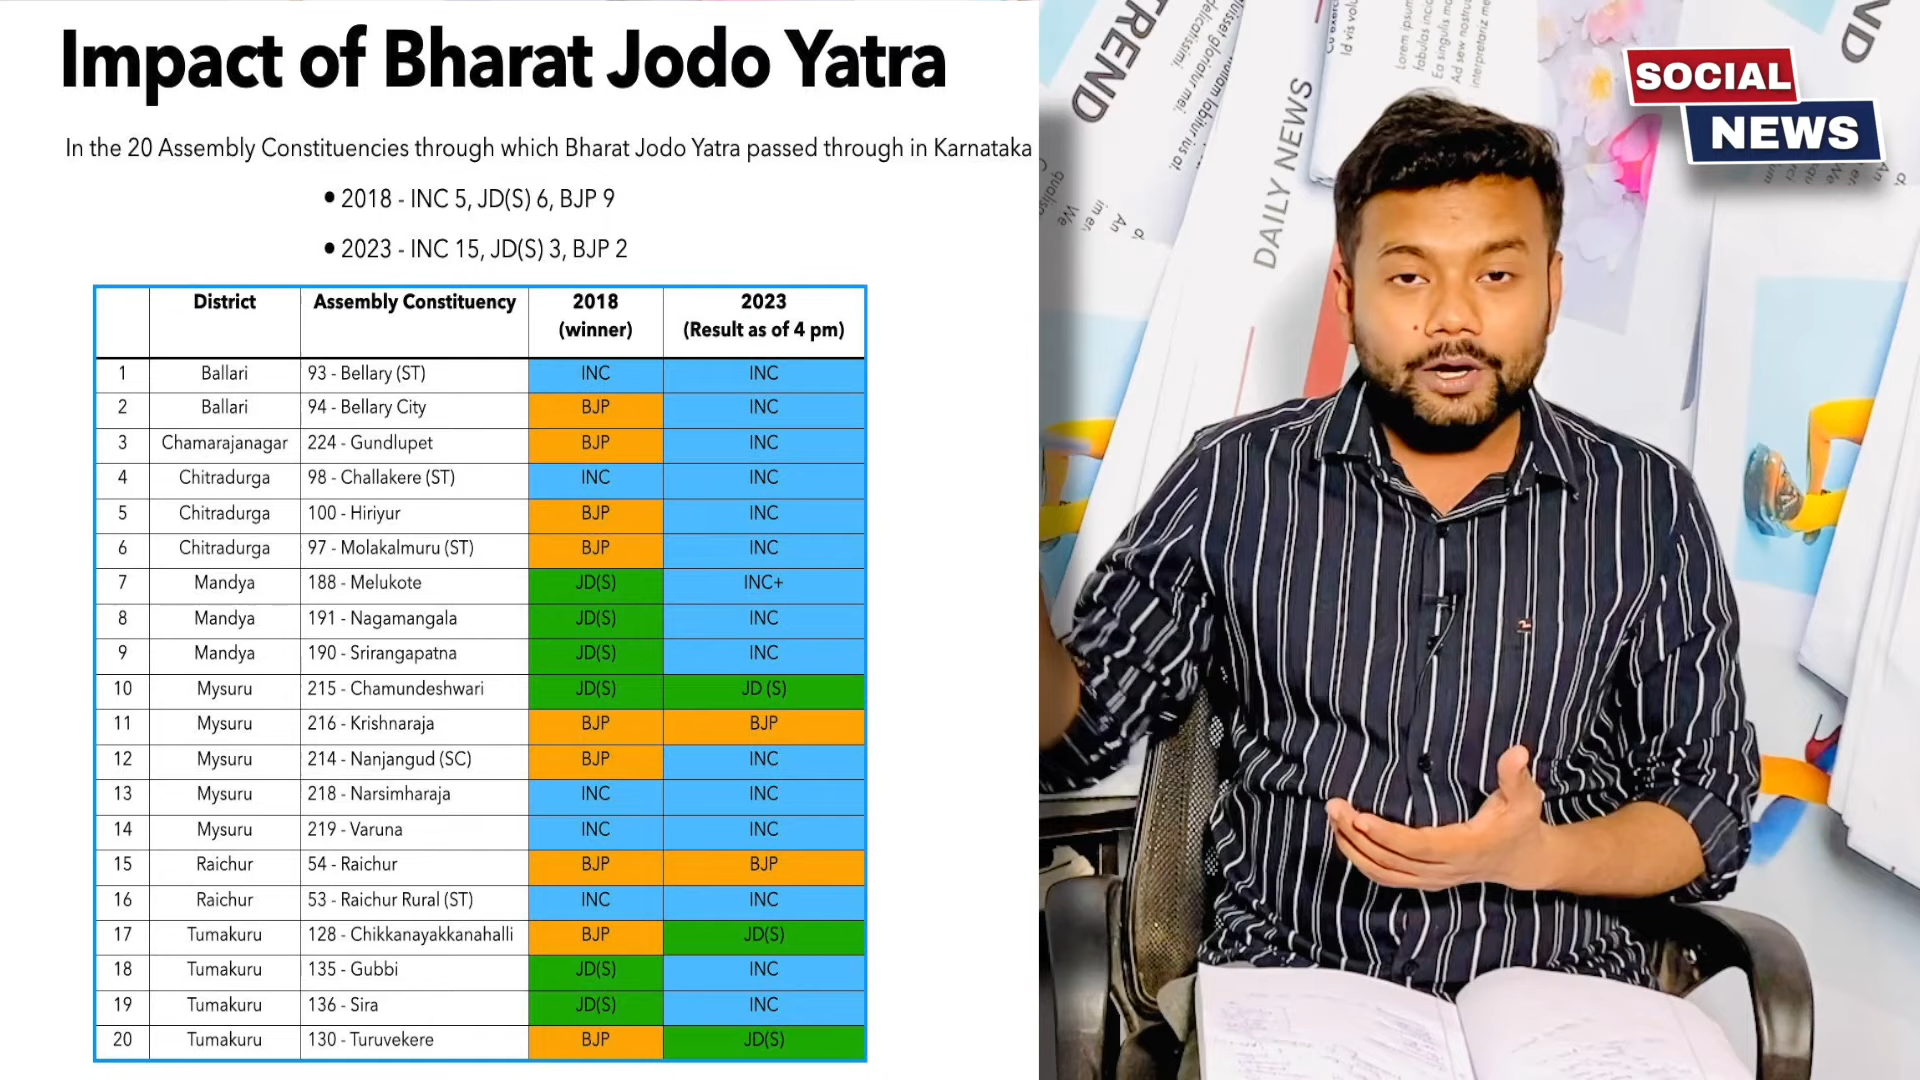 Impact of Bharat Jodo Yatra
In the 20 Assembly Constituencies through which Bharat Jodo Yatra passed through in Karnataka
• 2018 - INC 5, JD(S) 6, BJP 9
• 2023 - INC 15, JD(S) 3, BJP 2
District Assembly Constituency 2018 (winner) 2023 (Result as of 4 pm)
1 Ballari 93 - Bellary (ST) INC INC
2 Ballari 94 - Bellary City BJP INC
3 Chamarajanagar 224 - Gundlupet BJP INC
4 Chitradurga 98 - Challakere (ST) INC INC
5 Chitradurga 100 - Hiriyur BJP INC
6 Chitradurga 97 - Molakalmuru (ST) BJP INC
7 Mandya 188 - Melukote JD(S) INC+
8 Mandya 191 - Nagamangala JD(S) INC
9 Mandya 190 - Srirangapatna JD(S) INC
10 Mysuru 215 - Chamundeshwari JD(S) JD (S)
11 Mysuru 216 - Krishnaraja BJP BJP
12 Mysuru 214 - Nanjangud (SC) BJP INC
13 Mysuru 218 - Narsimharaja INC INC
14 Mysuru 219 - Varuna INC INC
15 Raichur 54 - Raichur BJP BJP
16 Raichur 53 - Raichur Rural (ST) INC INC
17 Tumakuru 128 - Chikkanayakkanahalli BJP JD(S)
18 Tumakuru 135 - Gubbi JD(S) INC
19 Tumakuru 136 - Sira JD(S) INC
20 Tumakuru 130 - Turuvekere BJP JD(S)
TREND
DAILY NEWS
SOCIAL
NEWS